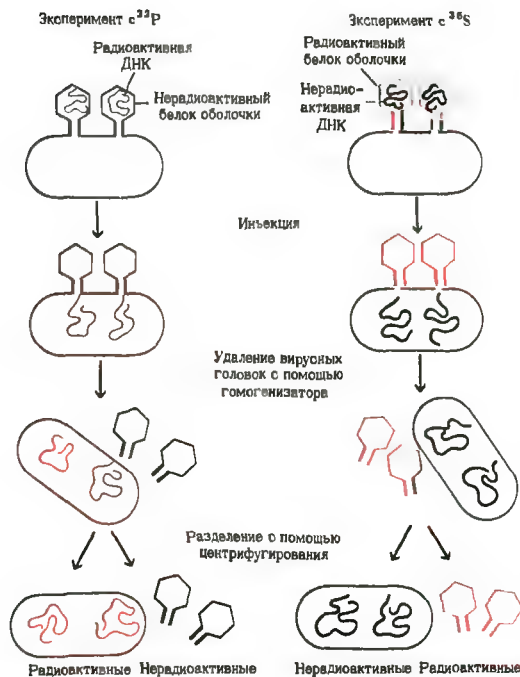 Эксперимент с ³²P
Радиоактивная
ДНК
Нерадиоактивный
белок оболочки
Эксперимент с ³⁵S
Радиоактивный
белок оболочки
Нерадио-
активная
ДНК
Инъекция
Удаление вирусных
головок с помощью
гомогенизатора
Разделение с помощью
центрифугирования
Радиоактивные Нерадиоактивные
Нерадиоактивные Радиоактивные